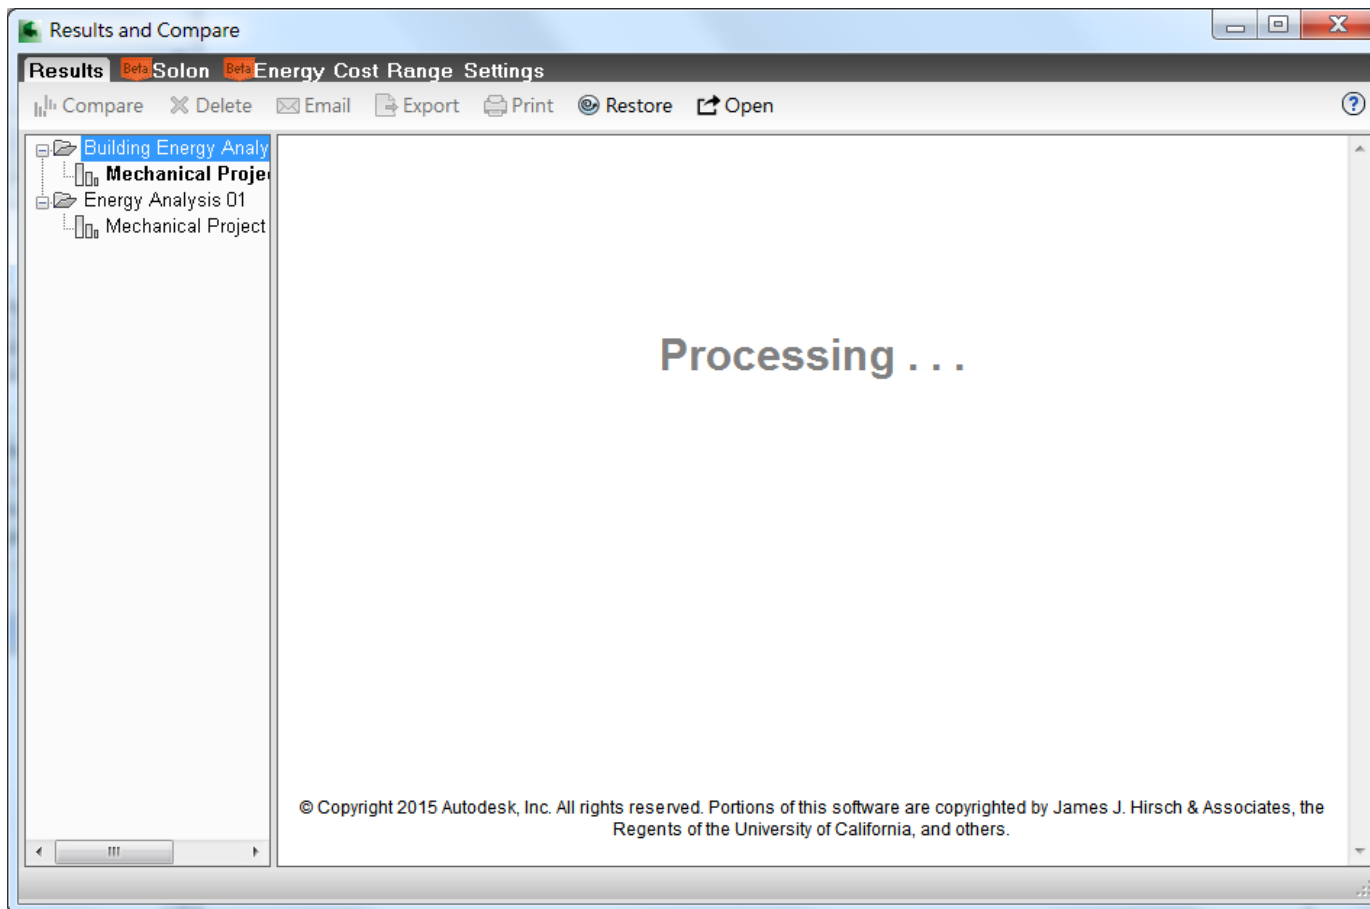 Results and Compare
Results Beta Solon Beta Energy Cost Range Settings
Compare Delete Email Export Print Restore Open ?
Building Energy Analy
Mechanical Projec
Energy Analysis 01
Mechanical Project
Processing . . .
© Copyright 2015 Autodesk, Inc. All rights reserved. Portions of this software are copyrighted by James J. Hirsch & Associates, the
Regents of the University of California, and others.